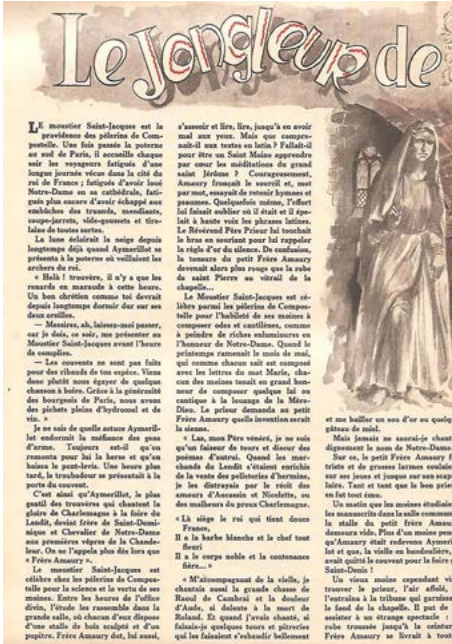 Le Jongleur de
LE moustier Saint-Jacques est la
providence des pèlerins de Com-
postelle. Une fois passée la poterne
au sud de Paris, il accueille chaque
soir les voyageurs fatigués d'une
longue journée vécue dans la cité du
roi de France ; fatigués d'avoir loué
Notre-Dame en sa cathédrale, fati-
gués plus encore d'avoir échappé aux
embûches des truands, mendiants,
coupe-jarrets, vide-goussets et tire-
laine de toutes sortes.
La lune éclairait la neige depuis
longtemps déjà quand Aymerillot se
présenta à la poterne où veillaient les
archers du roi.
« Holà ! trouvère, il n'y a que les
renards en maraude à cette heure.
Un bon chrétien comme toi devrait
depuis longtemps dormir dur sur ses
deux oreilles.
— Messires, ah, laissez-moi passer,
car je dois, ce soir, me présenter au
Moustier Saint-Jacques avant l'heure
de complies.
— Les couvents ne sont pas faits
pour des ribauds de ton espèce. Viens
donc plutôt nous égayer de quelque
chanson à boire. Grâce à la générosité
des bourgeois de Paris, nous avons
des pichets pleins d'hydromel et de
vin. »
Je ne sais de quelle astuce Aymeril-
lot endormit la méfiance des gens
d'arme. Toujours est-il qu'on
remonta pour lui la herse et qu'on
baissa le pont-levis. Une heure plus
tard, le troubadour se présentait à la
porte du couvent.
C'est ainsi qu'Aymerillot, le plus
gentil des trouvères qui chantent la
gloire de Charlemagne à la foire du
Lendit, devint frère de Saint-Domi-
nique et Chevalier de Notre-Dame
aux premières vêpres de la Chande-
leur. On ne l'appela plus dès lors que
« Frère Amaury ».
Le moustier Saint-Jacques est
célèbre chez les pèlerins de Compos-
telle pour la science et la vertu de ses
moines. Entre les heures de l'office
divin, l'étude les rassemble dans la
grande salle, où chacun d'eux dispose
d'une stalle de bois sculpté et d'un
pupitre. Frère Amaury dut, lui aussi,
s'asseoir et lire, lire, jusqu'à en avoir
mal aux yeux. Mais que compre-
nait-il aux textes en latin ? Fallait-il
pour être un Saint Moine apprendre
par cœur les méditations du grand
saint Jérôme ? Courageusement,
Amaury fronçait le sourcil et, mot
par mot, essayait de retenir hymnes et
psaumes. Quelquefois même, l'effort
lui faisait oublier où il était et il épe-
lait à haute voix les phrases latines.
Le Révérend Père Prieur lui touchait
le bras en souriant pour lui rappeler
la règle d'or du silence. De confusion,
la tonsure du petit Frère Amaury
devenait alors plus rouge que la robe
de saint Pierre au vitrail de la
chapelle...
Le Moustier Saint-Jacques est cé-
lèbre parmi les pèlerins de Compos-
telle pour l'habileté de ses moines à
composer odes et cantilènes, comme
à peindre de riches enluminures en
l'honneur de Notre-Dame. Quand le
printemps ramenait le mois de mai,
qui comme chacun sait est composé
avec les lettres du mot Marie, cha-
cun des moines tenait en grand hon-
neur de composer quelque lai ou
cantique à la louange de la Mère-
Dieu. Le prieur demanda au petit
Frère Amaury quelle invention serait
la sienne.
« Las, mon Père vénéré, je ne suis
qu'un faiseur de tours et diseur des
poèmes d'autrui. Quand les mar-
chands du Lendit s'étaient enrichis
de la vente des pelleteries d'hermine,
je les distrayais par le récit des
amours d'Aucassin et Nicolette, ou
des malheurs du preux Charlemagne.
« Là siège le roi qui tient douce
France,
Il a la barbe blanche et le chef tout
fleuri
Il a le corps noble et la contenance
fière... »
« M'accompagnant de la vielle, je
chantais aussi la grande chasse de
Raoul de Cambrai et la douleur
d'Aude, si dolente à la mort de
Roland. Et quand j'avais chanté, si
faisais-je quelques tours et pitreries
qui les faisaient s'esbaudir bellement
et me bailler un sou d'or ou quelq
gâteau de miel.
Mais jamais ne saurai-je chant
dignement le nom de Notre-Dame
Sur ce, le petit Frère Amaury f
triste et de grosses larmes coulaie
sur ses joues et jusque sur son scap
laire. Tant et tant que le bon prie
en fut tout ému.
Un matin que les moines étudiaie
les manuscrits dans la salle commune
la stalle du petit frère Amau
demeura vide. Plus d'un moine pen
qu'Amaury était redevenu Aymeri
lot et que, la vielle en bandoulière,
avait quitté le couvent pour la foire
Saint-Denis !
Un vieux moine cependant vi
trouver le prieur, l'air affolé,
l'entraîna à la tribune qui garnissa
le fond de la chapelle. Il put de
assister à un étrange spectacle :
robe troussée jusqu'à la ceintur
Frère Amaury se livrait à tout